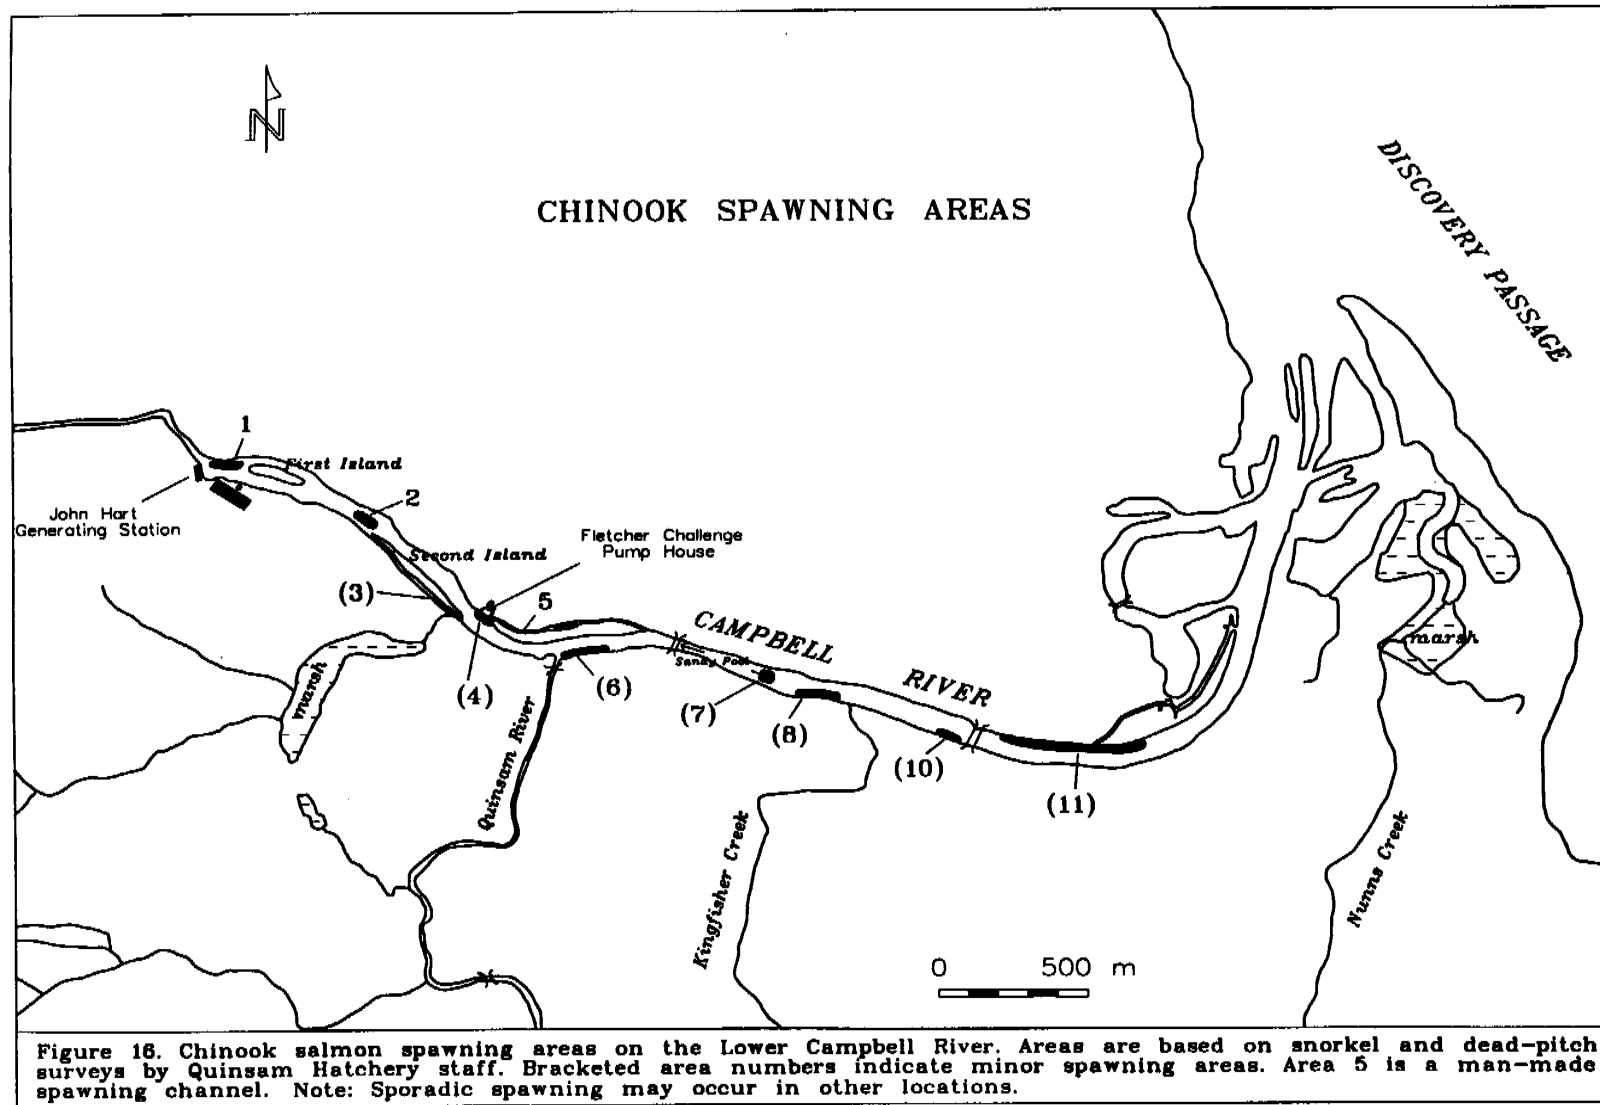 N
CHINOOK SPAWNING AREAS
DISCOVERY PASSAGE
1
First Island
2
John Hart
Generating Station
Second Island
Fletcher Challenge
Pump House
(3)
5
CAMPBELL
RIVER
Sandy Pool
marsh
marsh
(4)
(6)
(7)
(8)
(10)
(11)
Quinsam River
Kingfisher Creek
Nunns Creek
0 500 m
Figure 16. Chinook salmon spawning areas on the Lower Campbell River. Areas are based on snorkel and dead-pitch
surveys by Quinsam Hatchery staff. Bracketed area numbers indicate minor spawning areas. Area 5 is a man-made
spawning channel. Note: Sporadic spawning may occur in other locations.